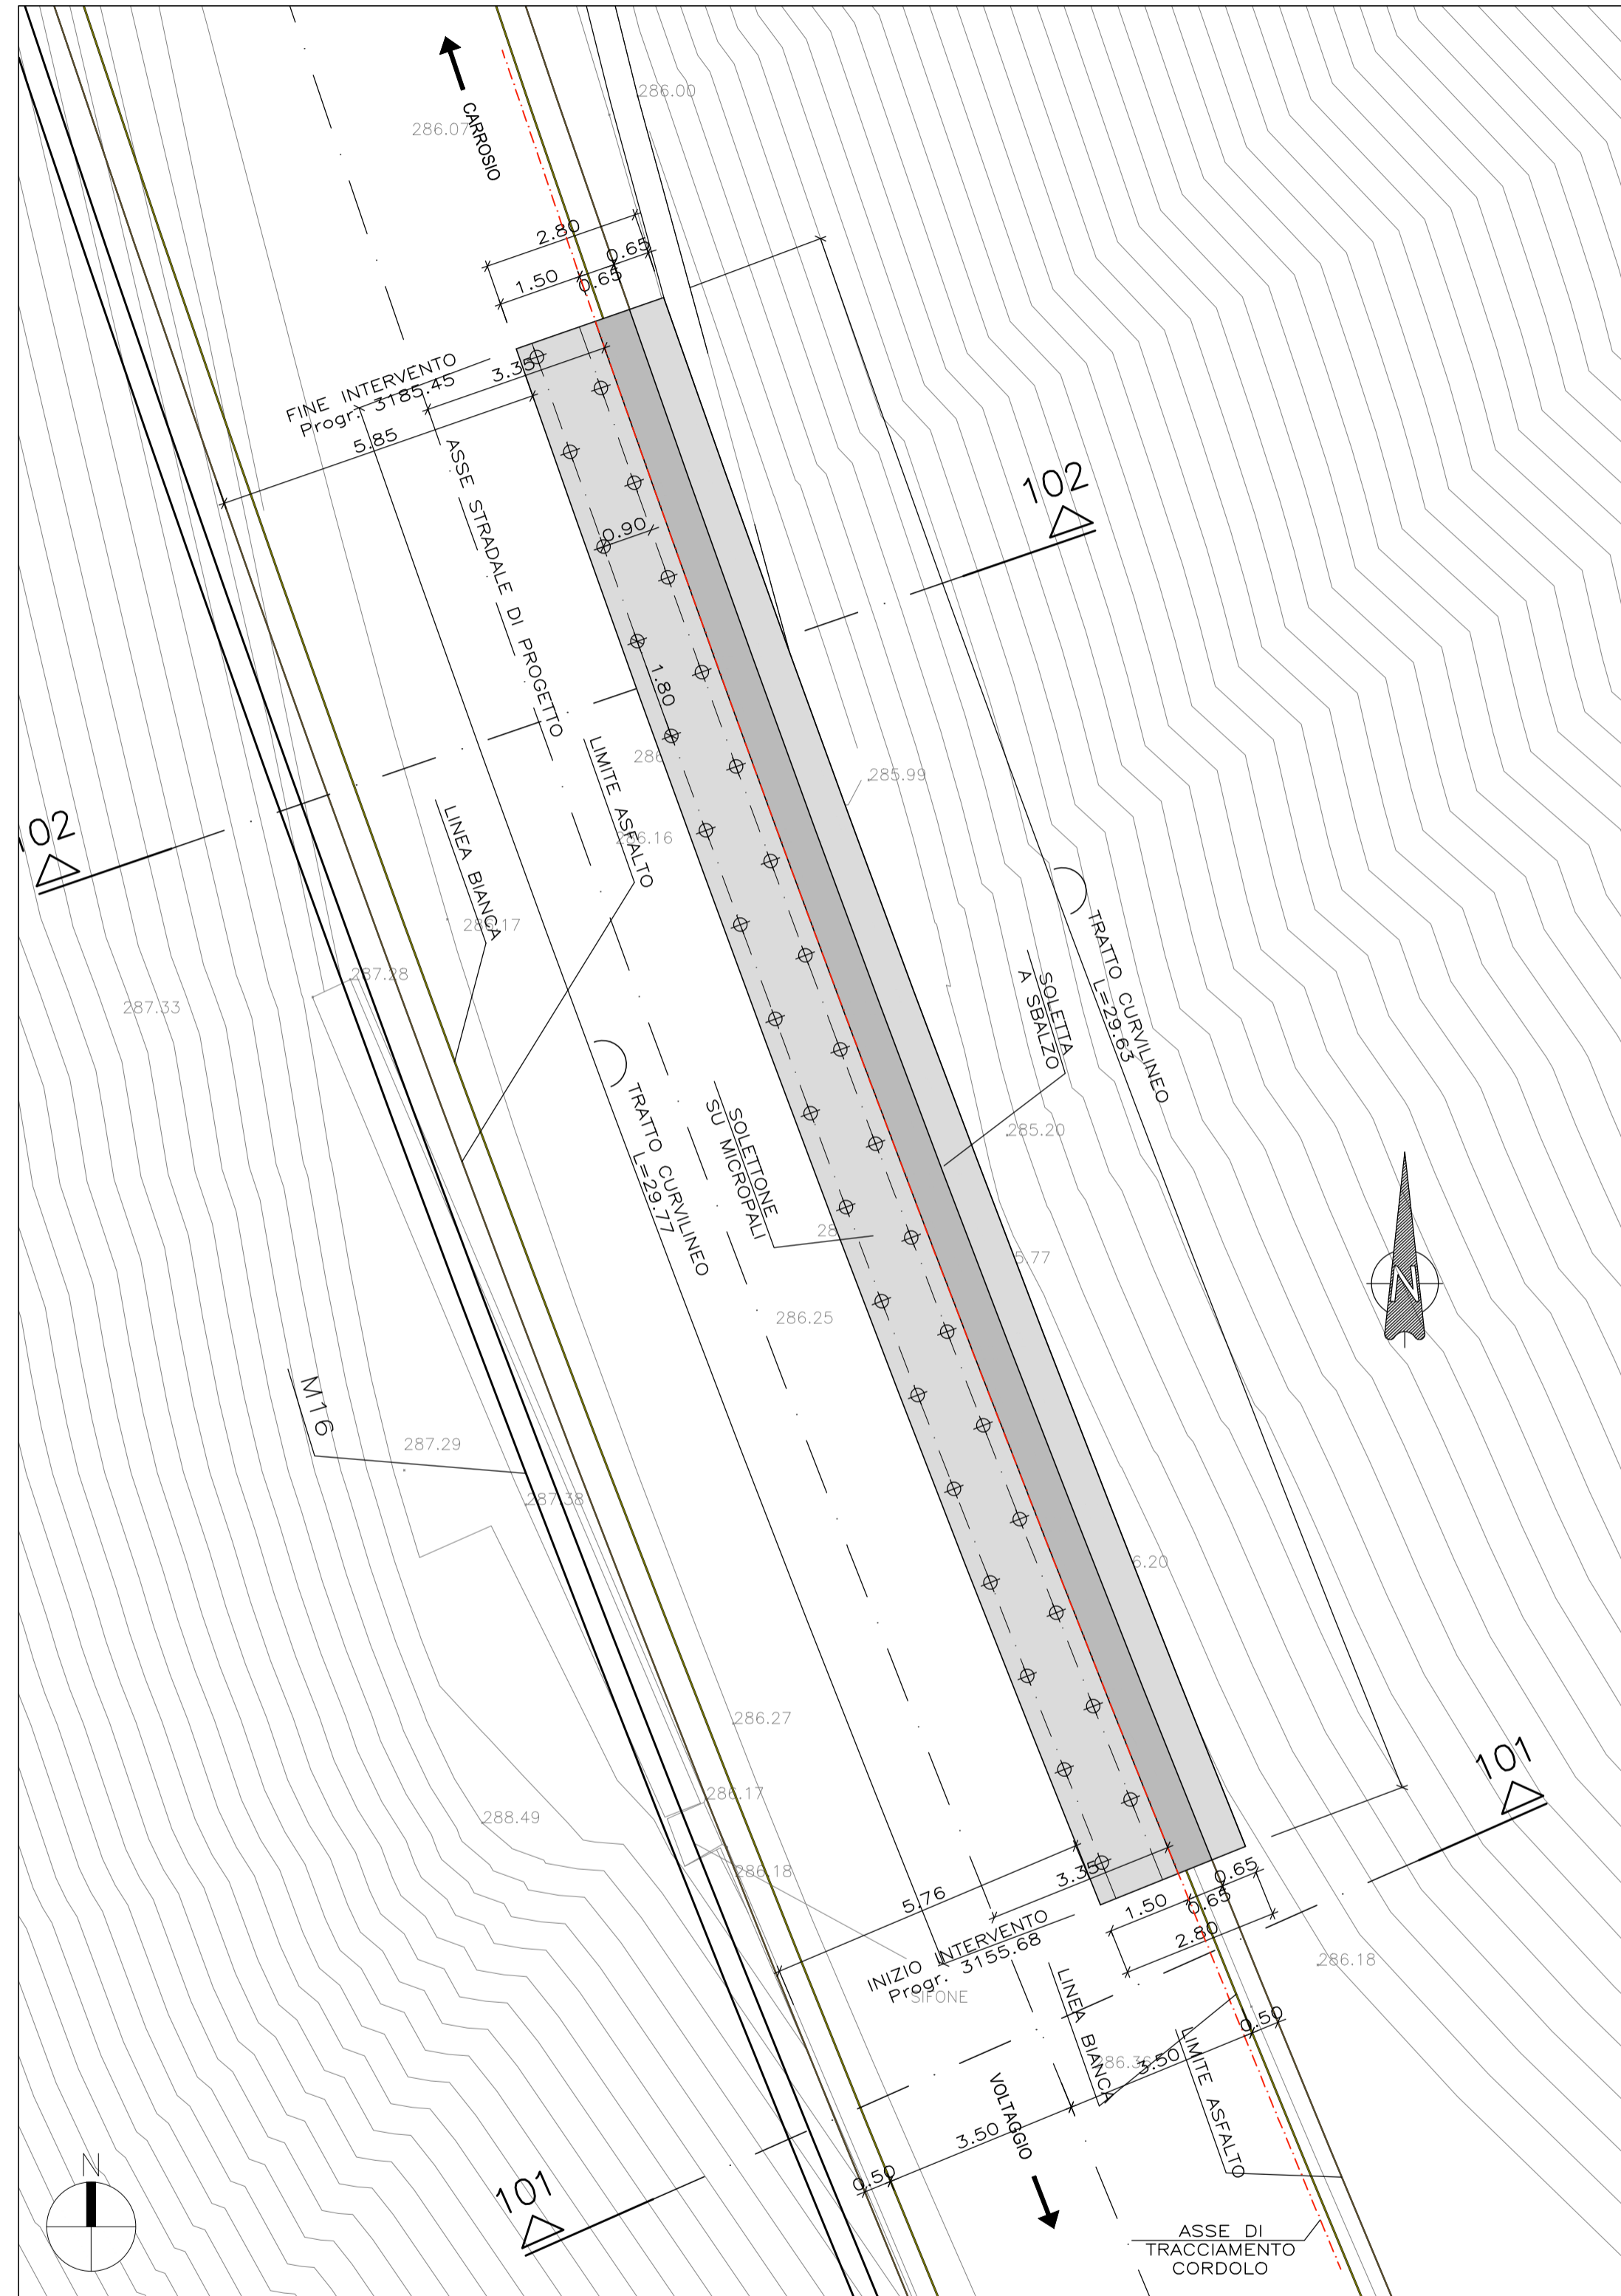 286.00
286.07
CARROSIO
2.80
0.65
1.50
0.65
FINE INTERVENTO
Progr. 3185.45
3.35
5.85
ASSE STRADALE DI PROGETTO
0.90
102
1.80
LIMITE ASFALTO
286.16
285.99
LINEA BIANCA
102
287.28
287.33
TRATTO CURVILINEO
L=29.63
SOLETTA
A SBALZO
TRATTO CURVILINEO
L=29.77
SOLETTONE
SU MICROPALI
285.20
286.25
N
M16
287.29
287.38
286.27
286.17
288.49
286.18
101
5.76
3.35
0.65
1.50
0.65
2.80
INIZIO INTERVENTO
Progr. 3155.68
SIFONE
286.18
LINEA BIANCA
0.50
3.50
LIMITE ASFALTO
VOLTAGGIO
3.50
0.50
101
N
ASSE DI
TRACCIAMENTO
CORDOLO